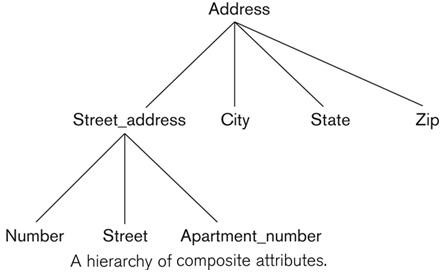 Address
Street_address City State Zip
Number Street Apartment_number
A hierarchy of composite attributes.